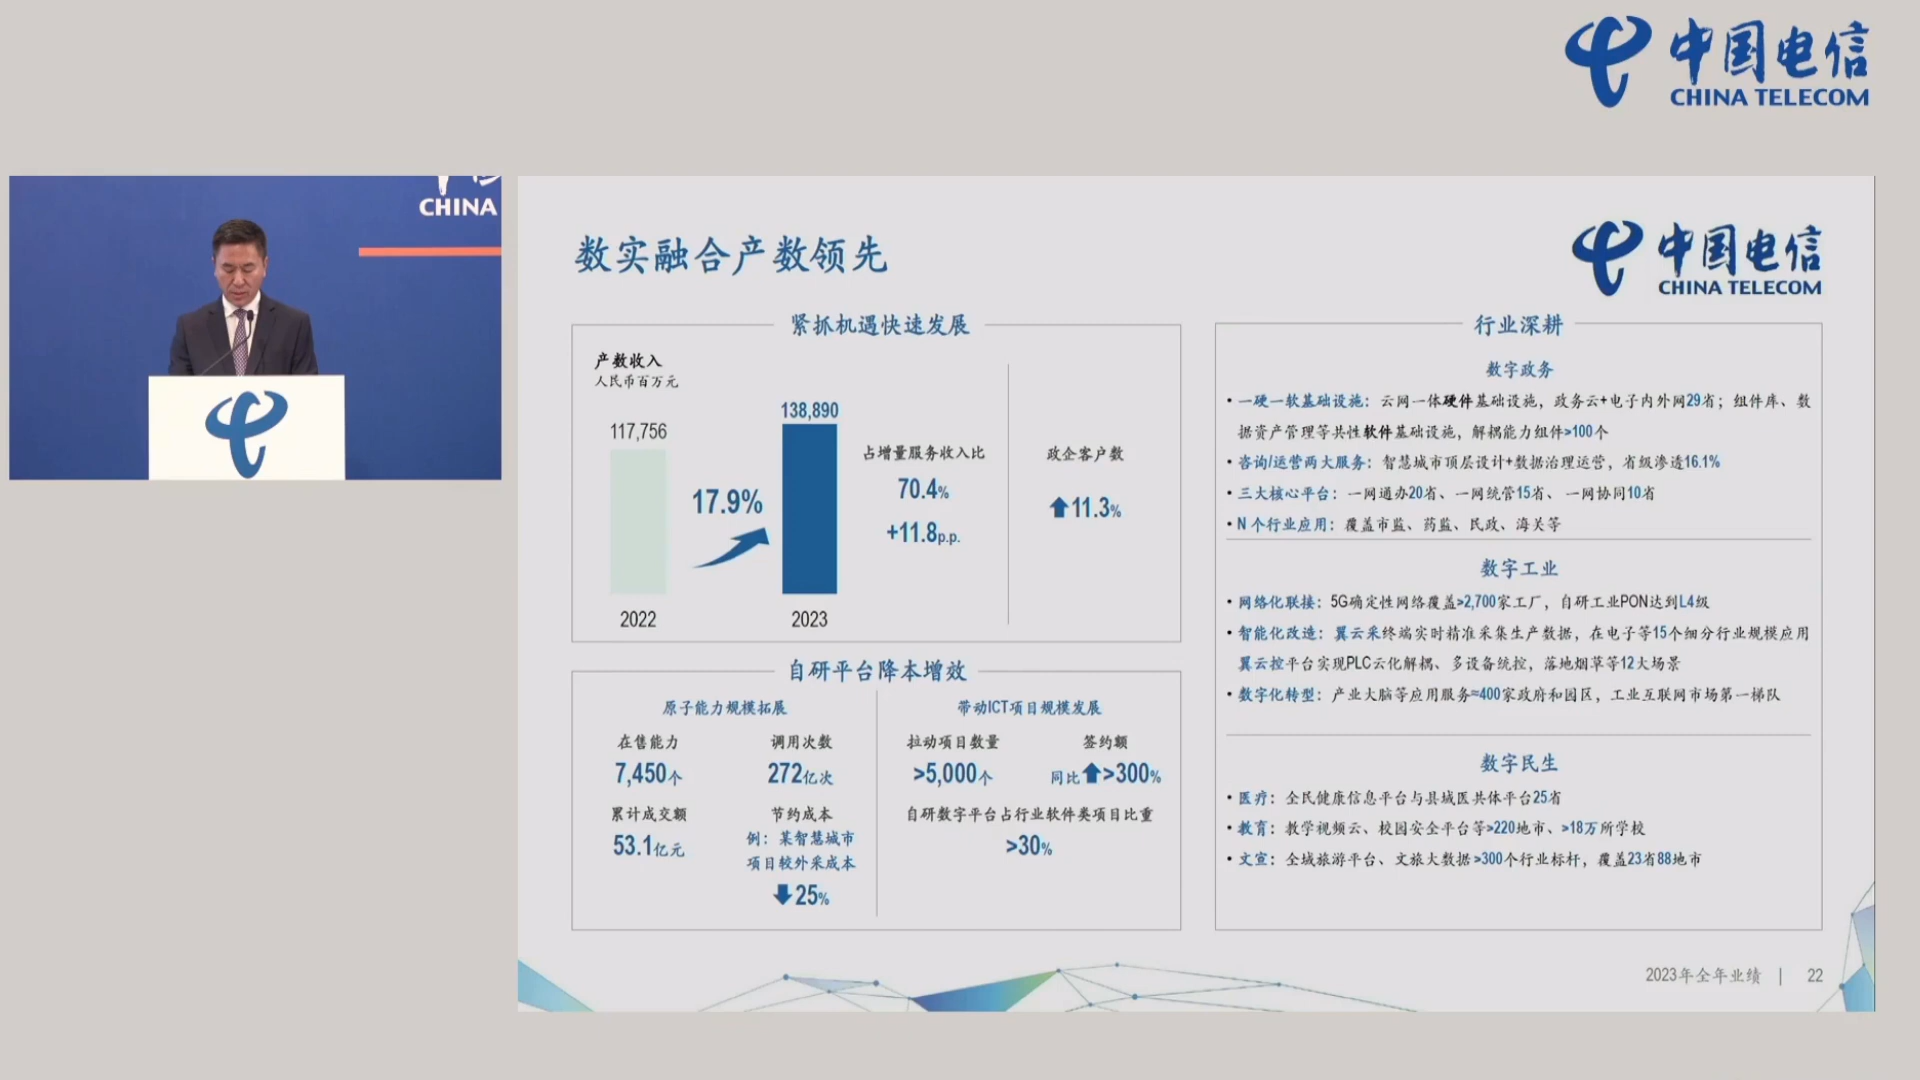 中国电信
CHINA TELECOM
CHINA
数实融合产数领先
中国电信
CHINA TELECOM
紧抓机遇快速发展
产数收入
人民币百万元
117,756
138,890
17.9%
2022
2023
占增量服务收入比
70.4%
+11.8p.p.
政企客户数
11.3%
自研平台降本增效
原子能力规模拓展
在售能力
7,450个
调用次数
272亿次
累计成交额
53.1亿元
节约成本
例：某智慧城市
项目较外采成本
25%
带动ICT项目规模发展
拉动项目数量
>5,000个
签约额
同比>300%
自研数字平台占行业软件类项目比重
>30%
行业深耕
数字政务
• 一硬一软基础设施：云网一体硬件基础设施，政务云+电子内外网29省；组件库、数
据资产管理等共性软件基础设施，解耦能力组件>100个
• 咨询/运营两大服务：智慧城市顶层设计+数据治理运营，省级渗透16.1%
• 三大核心平台：一网通办20省、一网统管15省、一网协同10省
• N个行业应用：覆盖市监、药监、民政、海关等
数字工业
• 网络化联接：5G确定性网络覆盖>2,700家工厂，自研工业PON达到L4级
• 智能化改造：翼云采终端实时精准采集生产数据，在电子等15个细分行业规模应用
翼云控平台实现PLC云化解耦、多设备统控，落地烟草等12大场景
• 数字化转型：产业大脑等应用服务≈400家政府和园区，工业互联网市场第一梯队
数字民生
• 医疗：全民健康信息平台与县域医共体平台25省
• 教育：教学视频云、校园安全平台等>220地市、>18万所学校
• 文宣：全域旅游平台、文旅大数据>300个行业标杆，覆盖23省88地市
2023年全年业绩 | 22